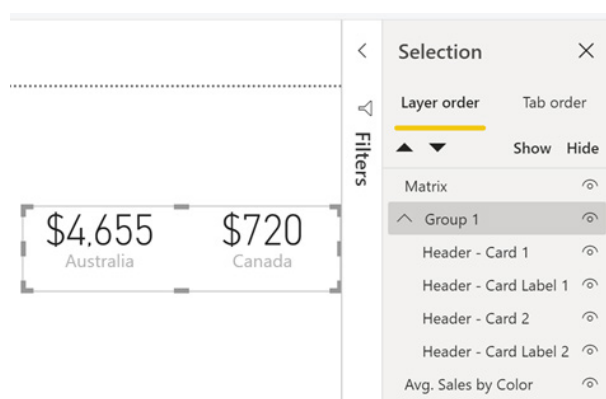 $4,655
Australia
$720
Canada
Filters
Selection
Layer order
Tab order
Show Hide
Matrix
Group 1
Header - Card 1
Header - Card Label 1
Header - Card 2
Header - Card Label 2
Avg. Sales by Color